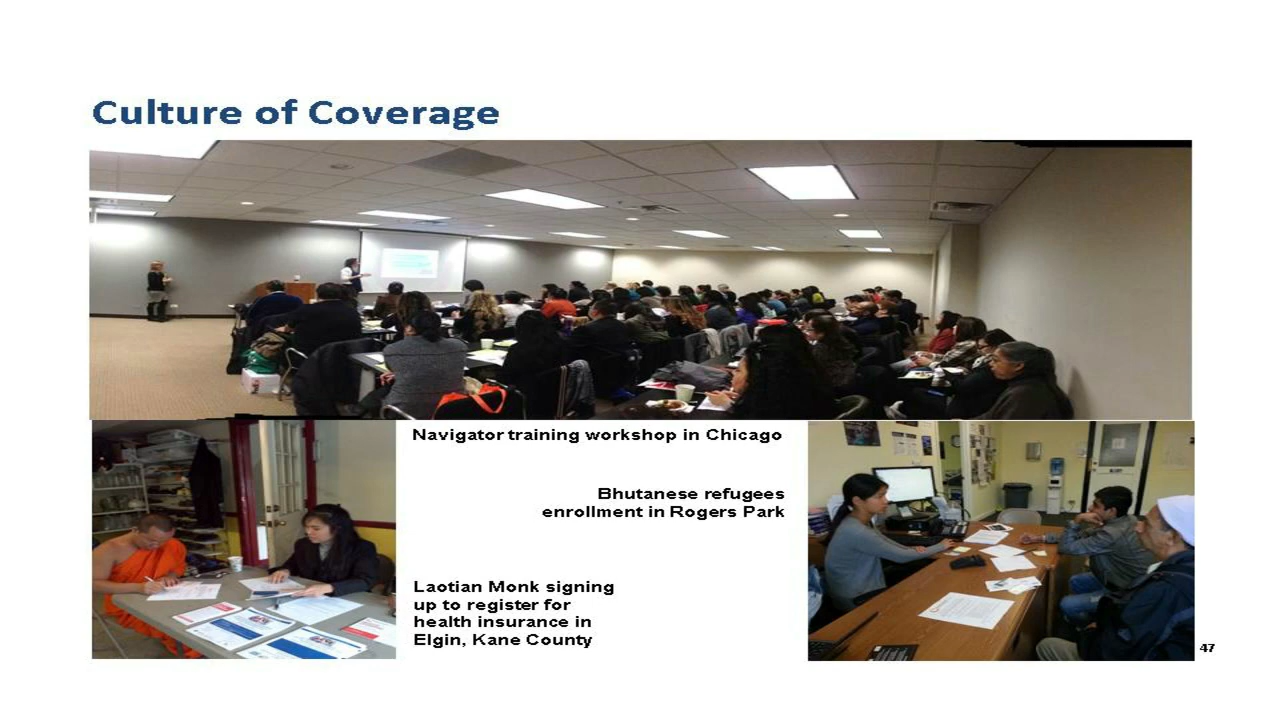 Culture of Coverage
Navigator training workshop in Chicago
Bhutanese refugees
enrollment in Rogers Park
Laotian Monk signing
up to register for
health insurance in
Elgin, Kane County
47